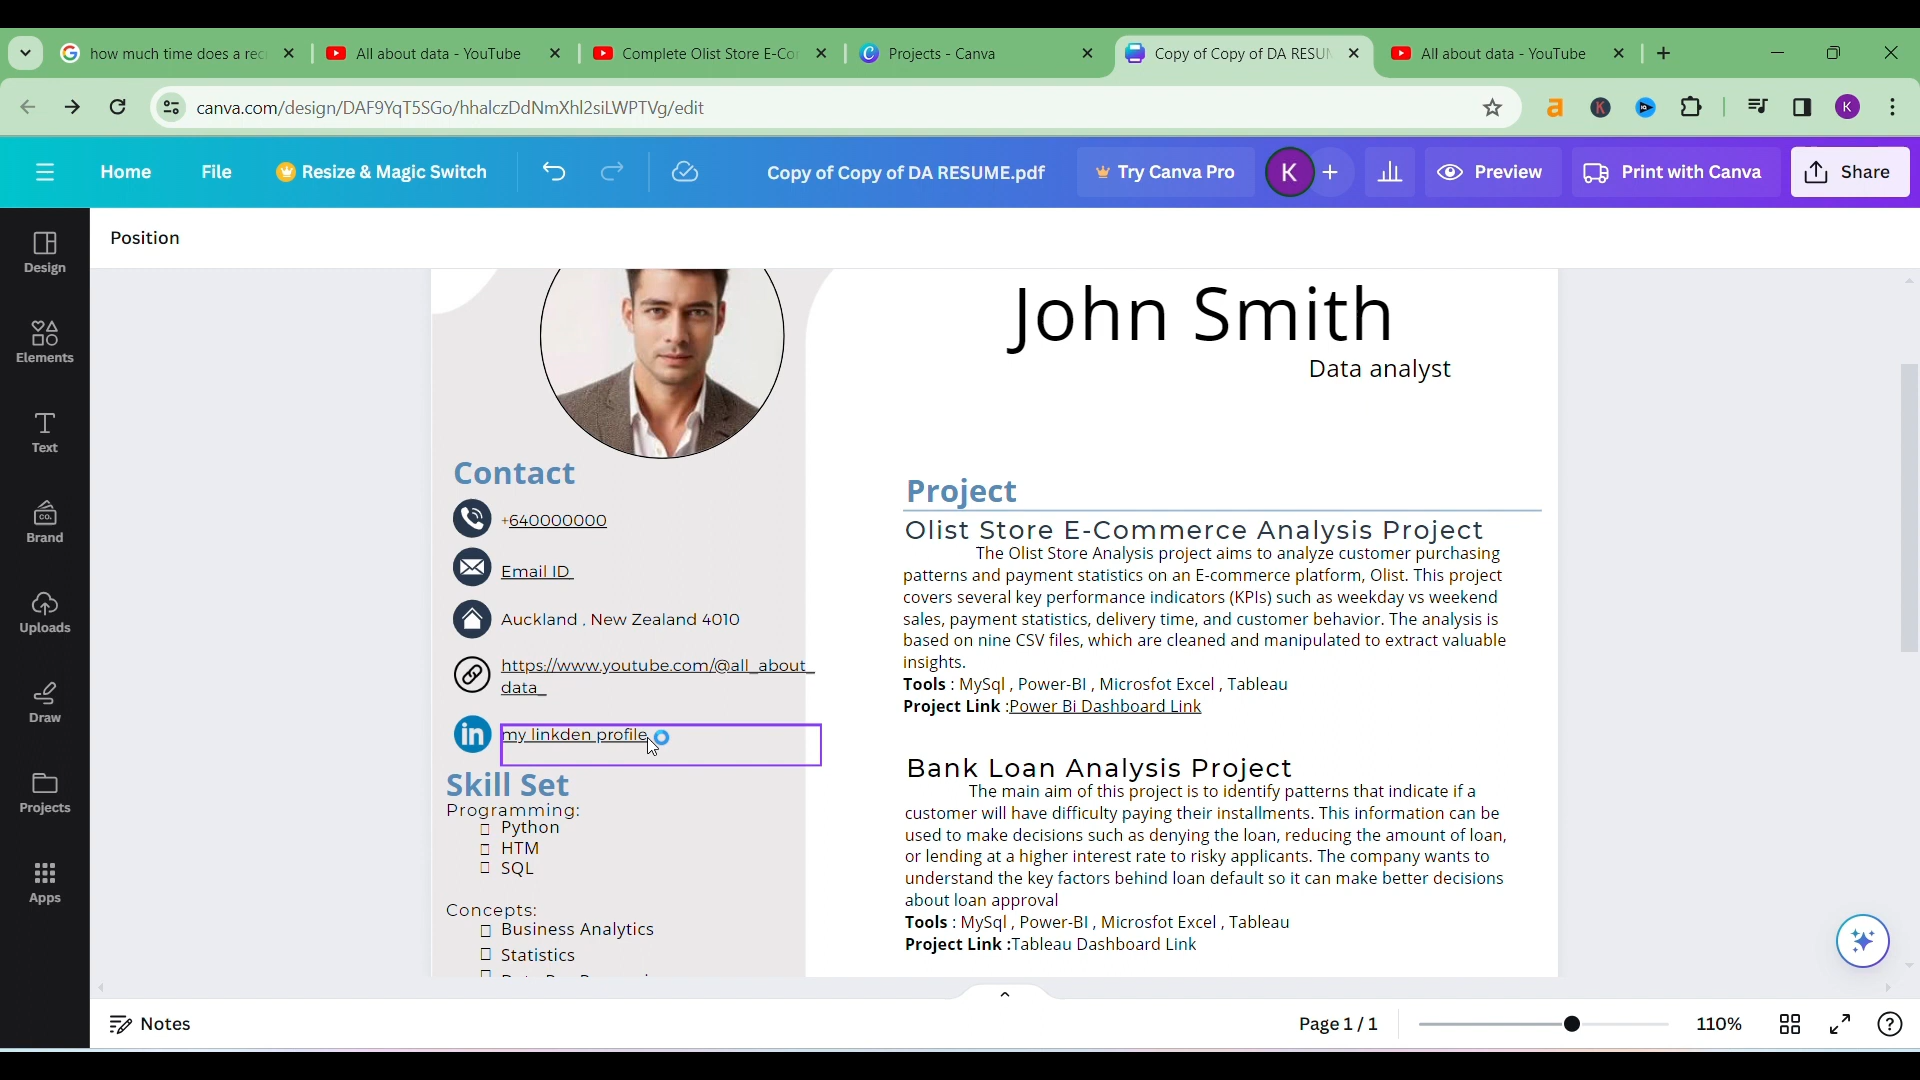 how much time does a rec
All about data - YouTube
Complete Olist Store E-Co
Projects - Canva
Copy of Copy of DA RESUM
All about data - YouTube
canva.com/design/DAF9YqT5SGo/hhalczDdNmXhl2siLWPTVg/edit
K
K
Home
File
Resize & Magic Switch
Copy of Copy of DA RESUME.pdf
Try Canva Pro
K
Preview
Print with Canva
Share
Design
Elements
Text
Brand
Uploads
Draw
Projects
Apps
Position
John Smith
Data analyst
Contact
+640000000
Email ID
Auckland , New Zealand 4010
https://www.youtube.com/@all_about_
data_
in my linkden profile
Skill Set
Programming:
Python
HTM
SQL
Concepts:
Business Analytics
Statistics
Project
Olist Store E-Commerce Analysis Project
The Olist Store Analysis project aims to analyze customer purchasing
patterns and payment statistics on an E-commerce platform, Olist. This project
covers several key performance indicators (KPIs) such as weekday vs weekend
sales, payment statistics, delivery time, and customer behavior. The analysis is
based on nine CSV files, which are cleaned and manipulated to extract valuable
insights.
Tools : MySql , Power-BI , Microsfot Excel , Tableau
Project Link :Power Bi Dashboard Link
Bank Loan Analysis Project
The main aim of this project is to identify patterns that indicate if a
customer will have difficulty paying their installments. This information can be
used to make decisions such as denying the loan, reducing the amount of loan,
or lending at a higher interest rate to risky applicants. The company wants to
understand the key factors behind loan default so it can make better decisions
about loan approval
Tools : MySql , Power-BI , Microsfot Excel , Tableau
Project Link :Tableau Dashboard Link
Notes
Page 1 / 1
110%